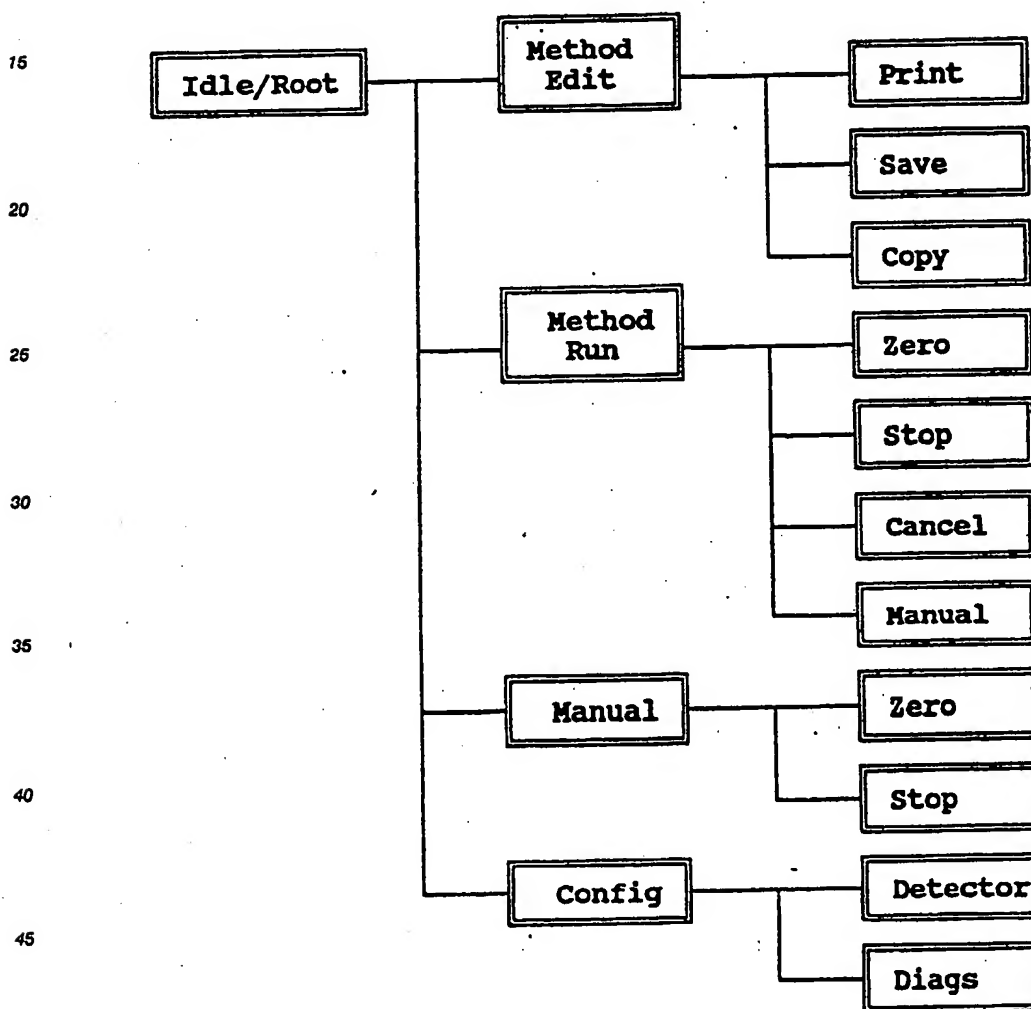 15
Idle/Root
Method
Edit
Print
Save
20
Copy
Method
Run
25
Zero
Stop
30
Cancel
Manual
35
Manual
Zero
40
Stop
Config
Detector
45
Diags